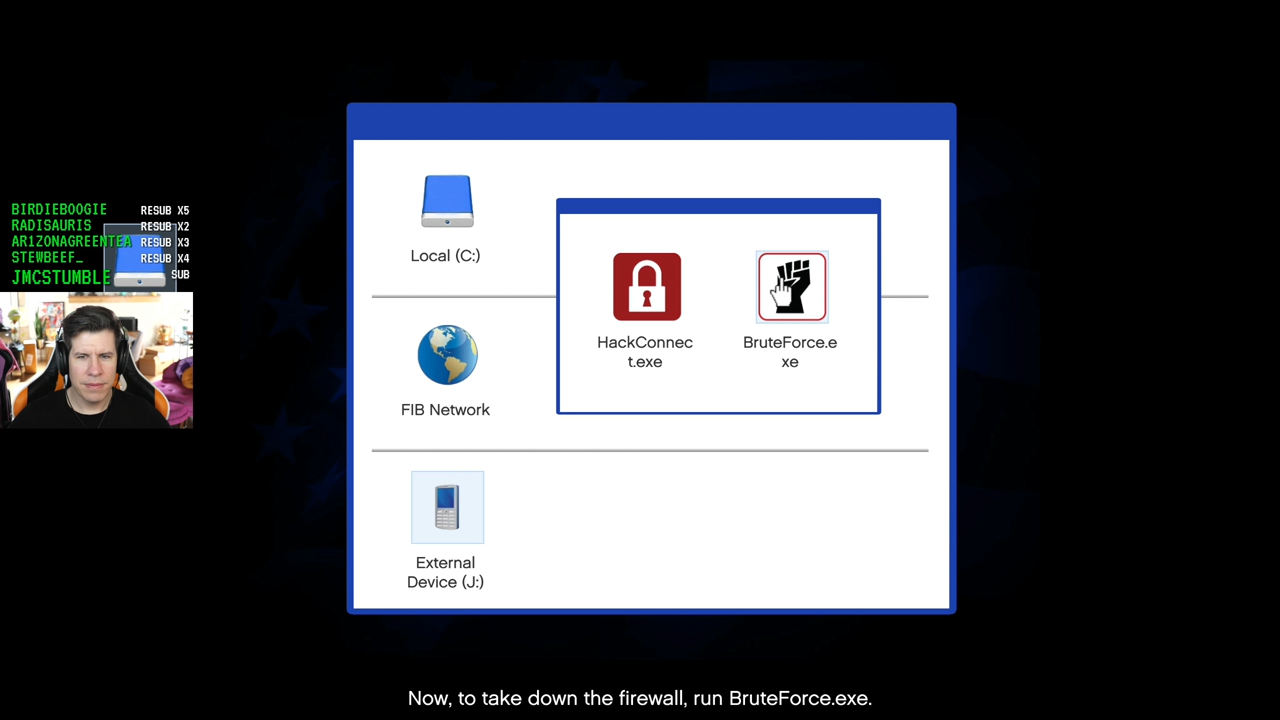 BIRDIEBOOGIE RESUB X5
RADISAURIS RESUB X2
AR1ZONAGREENTEA RESUB X3
STEWBEEF_ RESUB X4
JMCSTUMBLE SUB
Local (C:)
FIB Network
External
Device (J:)
HackConnec
t.exe
BruteForce.e
xe
Now, to take down the firewall, run BruteForce.exe.